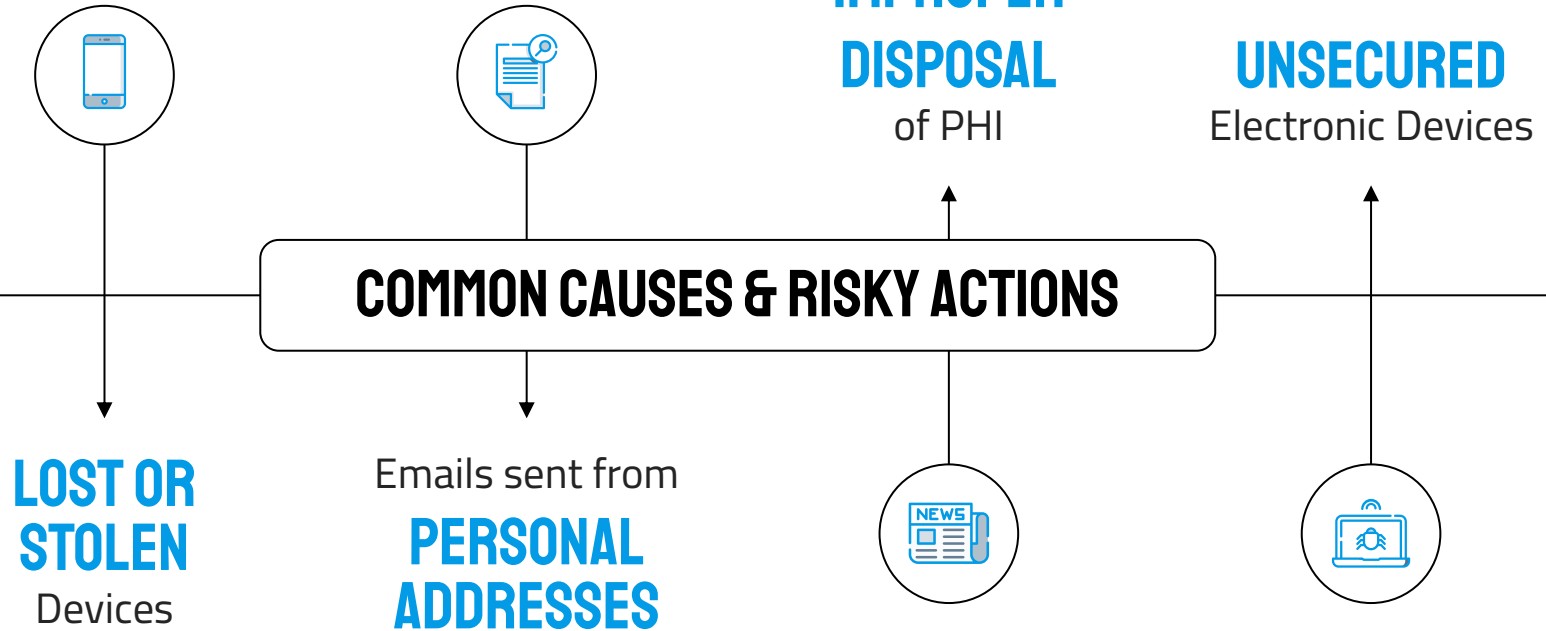 DISPOSAL
of PHI
UNSECURED
Electronic Devices
COMMON CAUSES & RISKY ACTIONS
LOST OR
STOLEN
Devices
Emails sent from
PERSONAL
ADDRESSES
NEWS